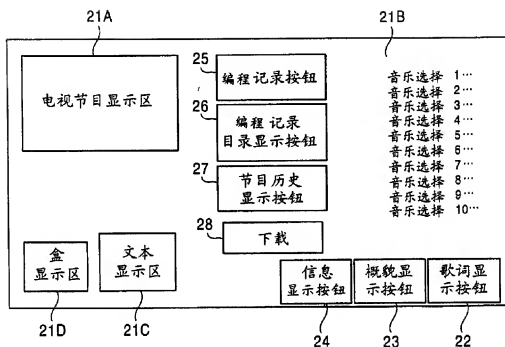 21A
21B
25
电视节目显示区
编程记录按钮
26
编程 记录
目录显示按钮
27
节目历史
显示按钮
28
下载
音乐选择 1…
音乐选择 2…
音乐选择 3…
音乐选择 4…
音乐选择 5…
音乐选择 6…
音乐选择 7…
音乐选择 8…
音乐选择 9…
音乐选择 10…
盒
显示区
文本
显示区
信息
显示按钮
概貌显
示按钮
歌词显
示按钮
21D
21C
24
23
22